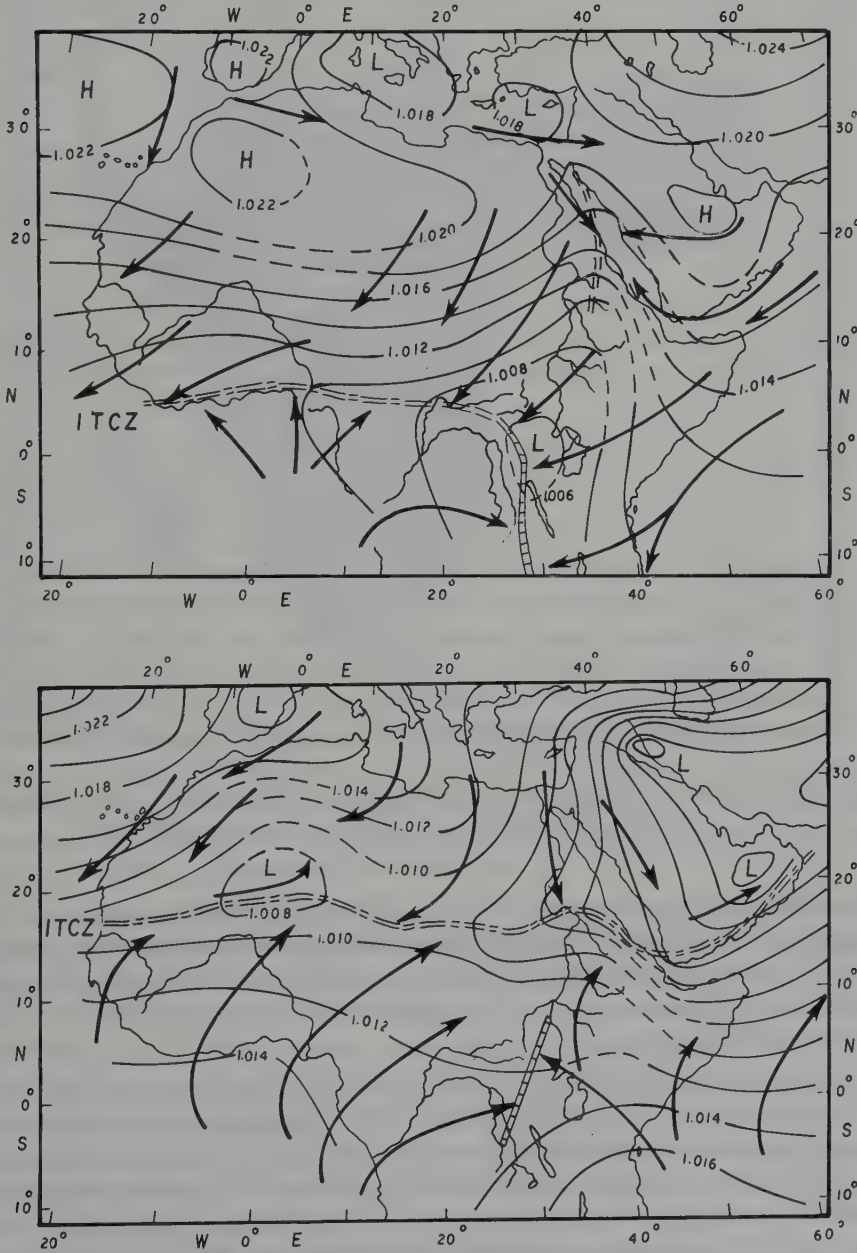 20° W 0° E 20° 40° 60°
1.022 1.024
H H L
1.018 L
1.018
30° 30°
1.022 1.020
H
1.022 H
20° 1.020 20°
1.016
10° 1.012 10°
1.008 1.014
N N
ITCZ
0° L 0°
S 1.006 S
10° 10°
20° W 0° E 20° 40° 60°
20° W 0° E 20° 40° 60°
L
1.022
L
30° 1.018 1.014 30°
1.012
1.010
L L
20° 20°
1.008
ITCZ 1.010
10° 10°
1.012
N 1.014 N
0° 1.014 0°
S 1.016 S
10° 10°
20° W 0° E 20° 40° 60°